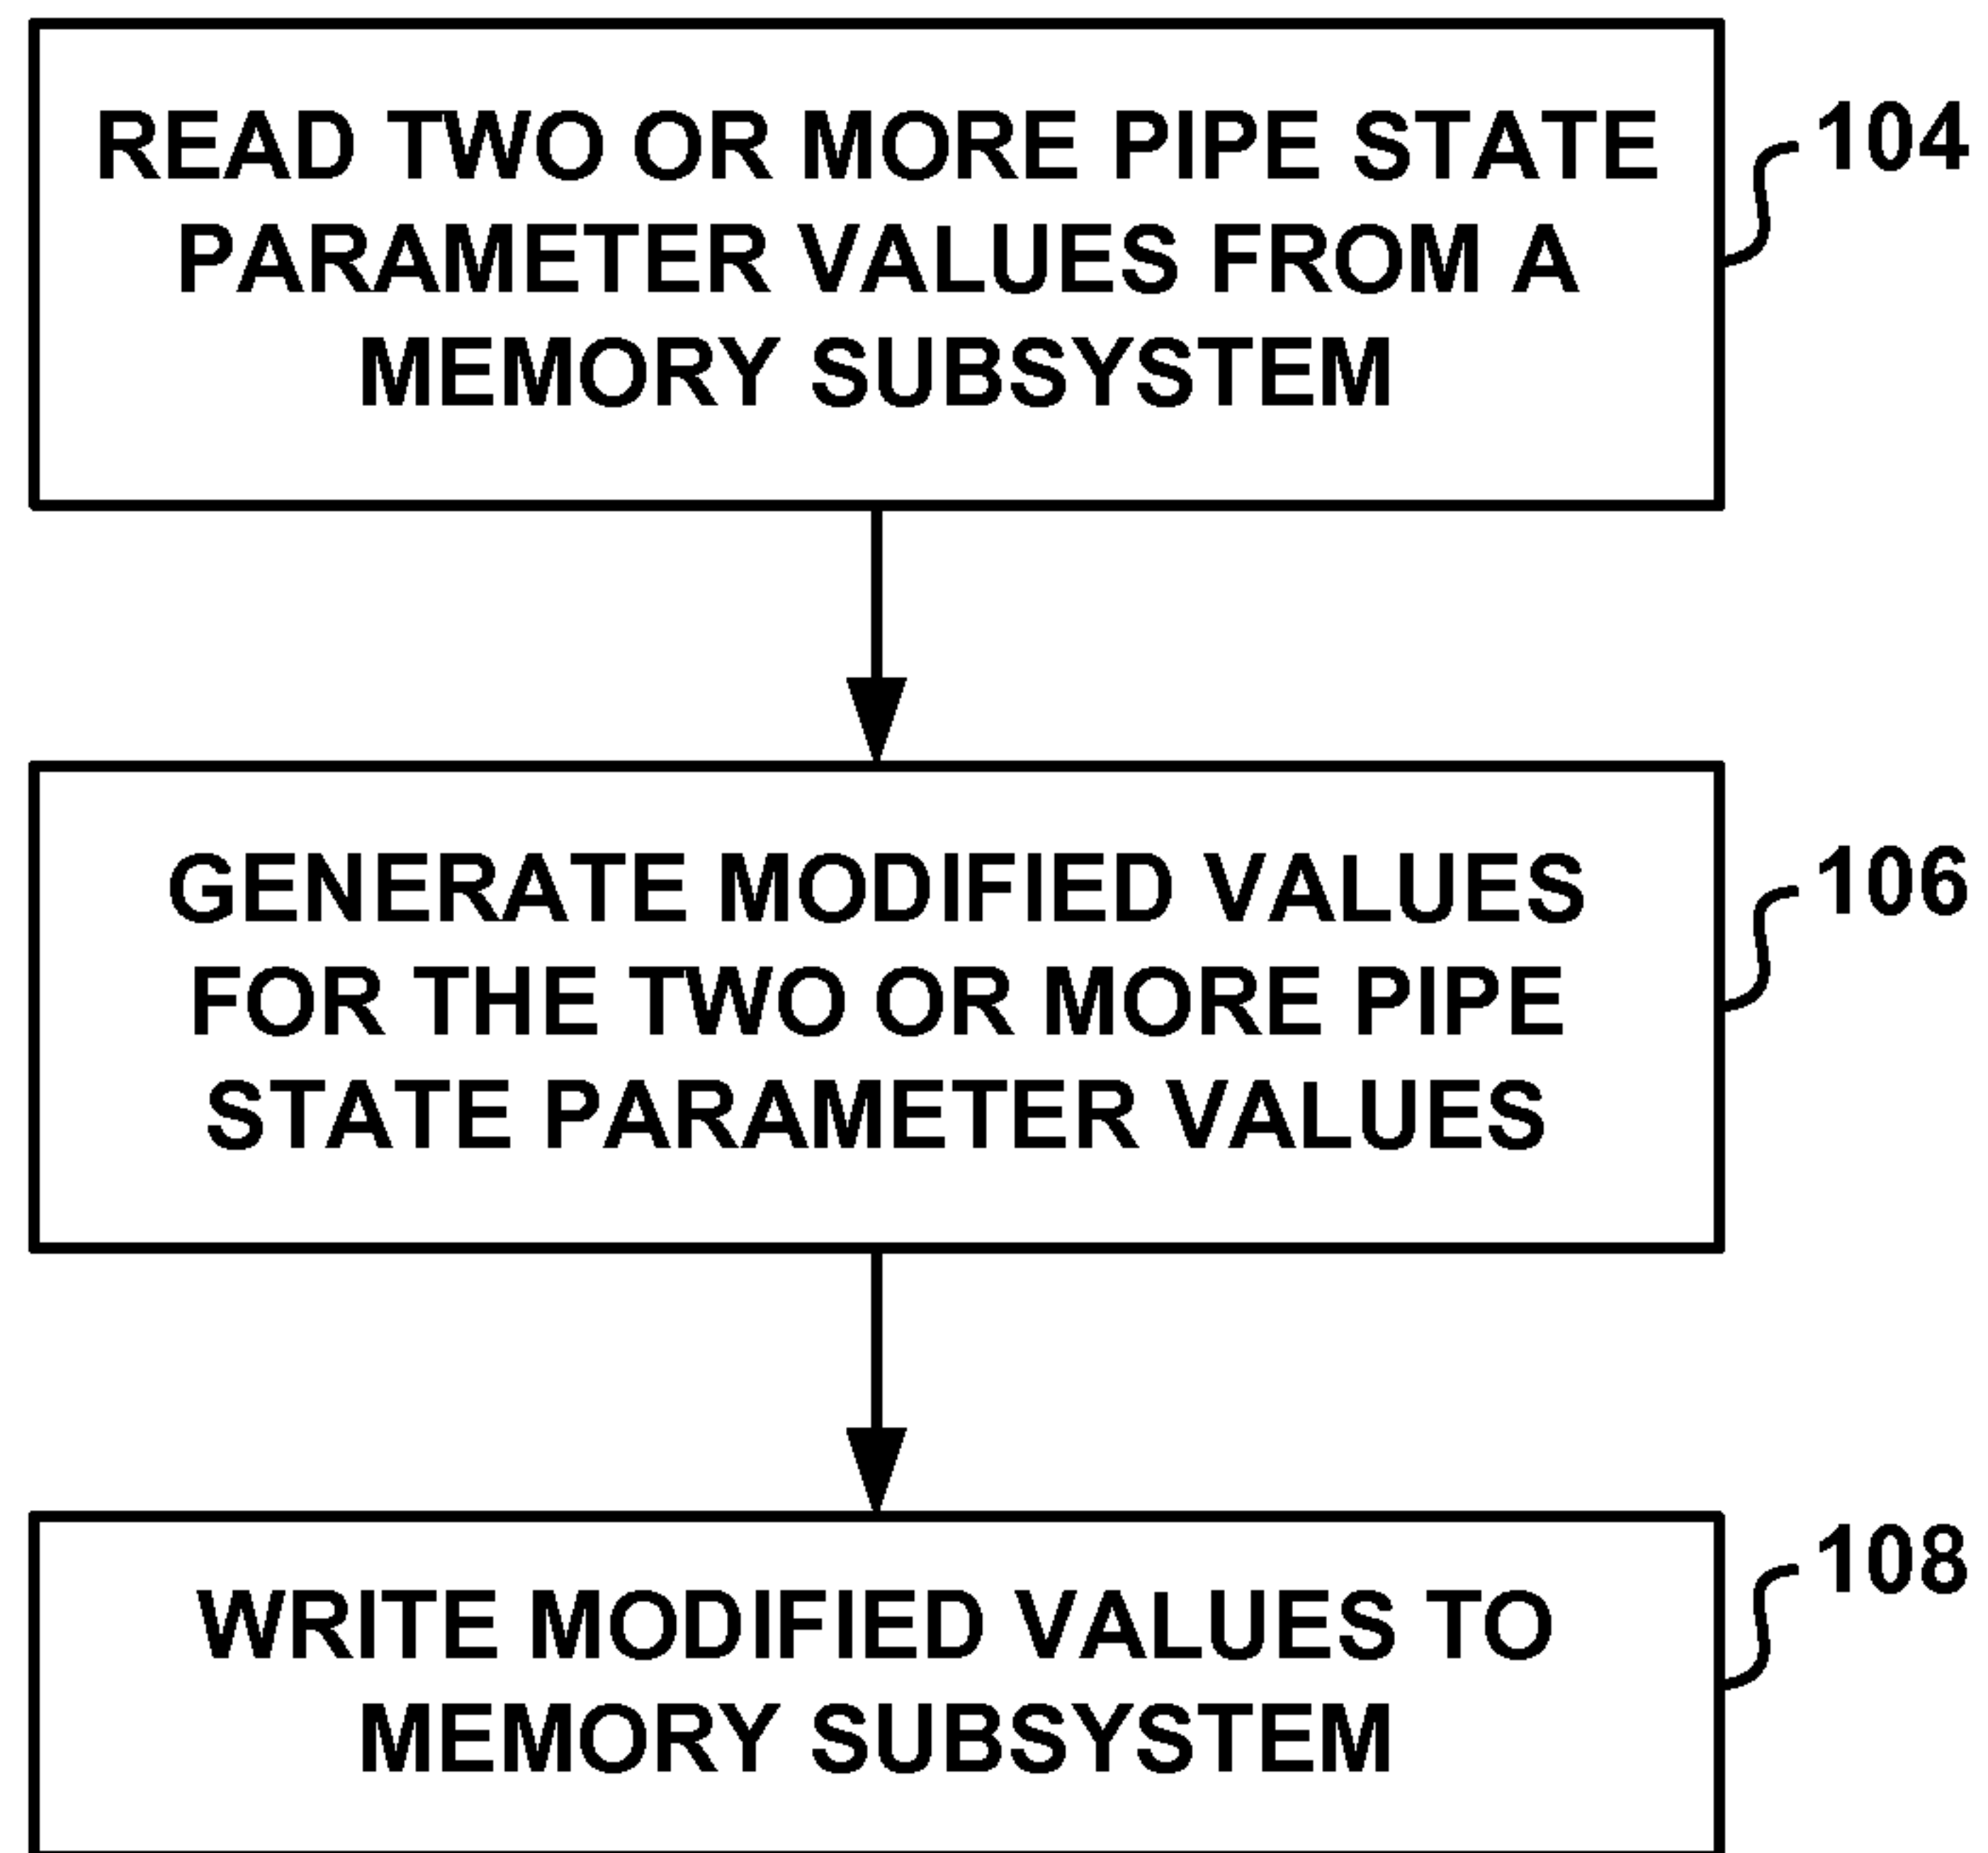 READ TWO OR MORE PIPE STATE
PARAMETER VALUES FROM A
MEMORY SUBSYSTEM
104
GENERATE MODIFIED VALUES
FOR THE TWO OR MORE PIPE
STATE PARAMETER VALUES
106
WRITE MODIFIED VALUES TO
MEMORY SUBSYSTEM
108